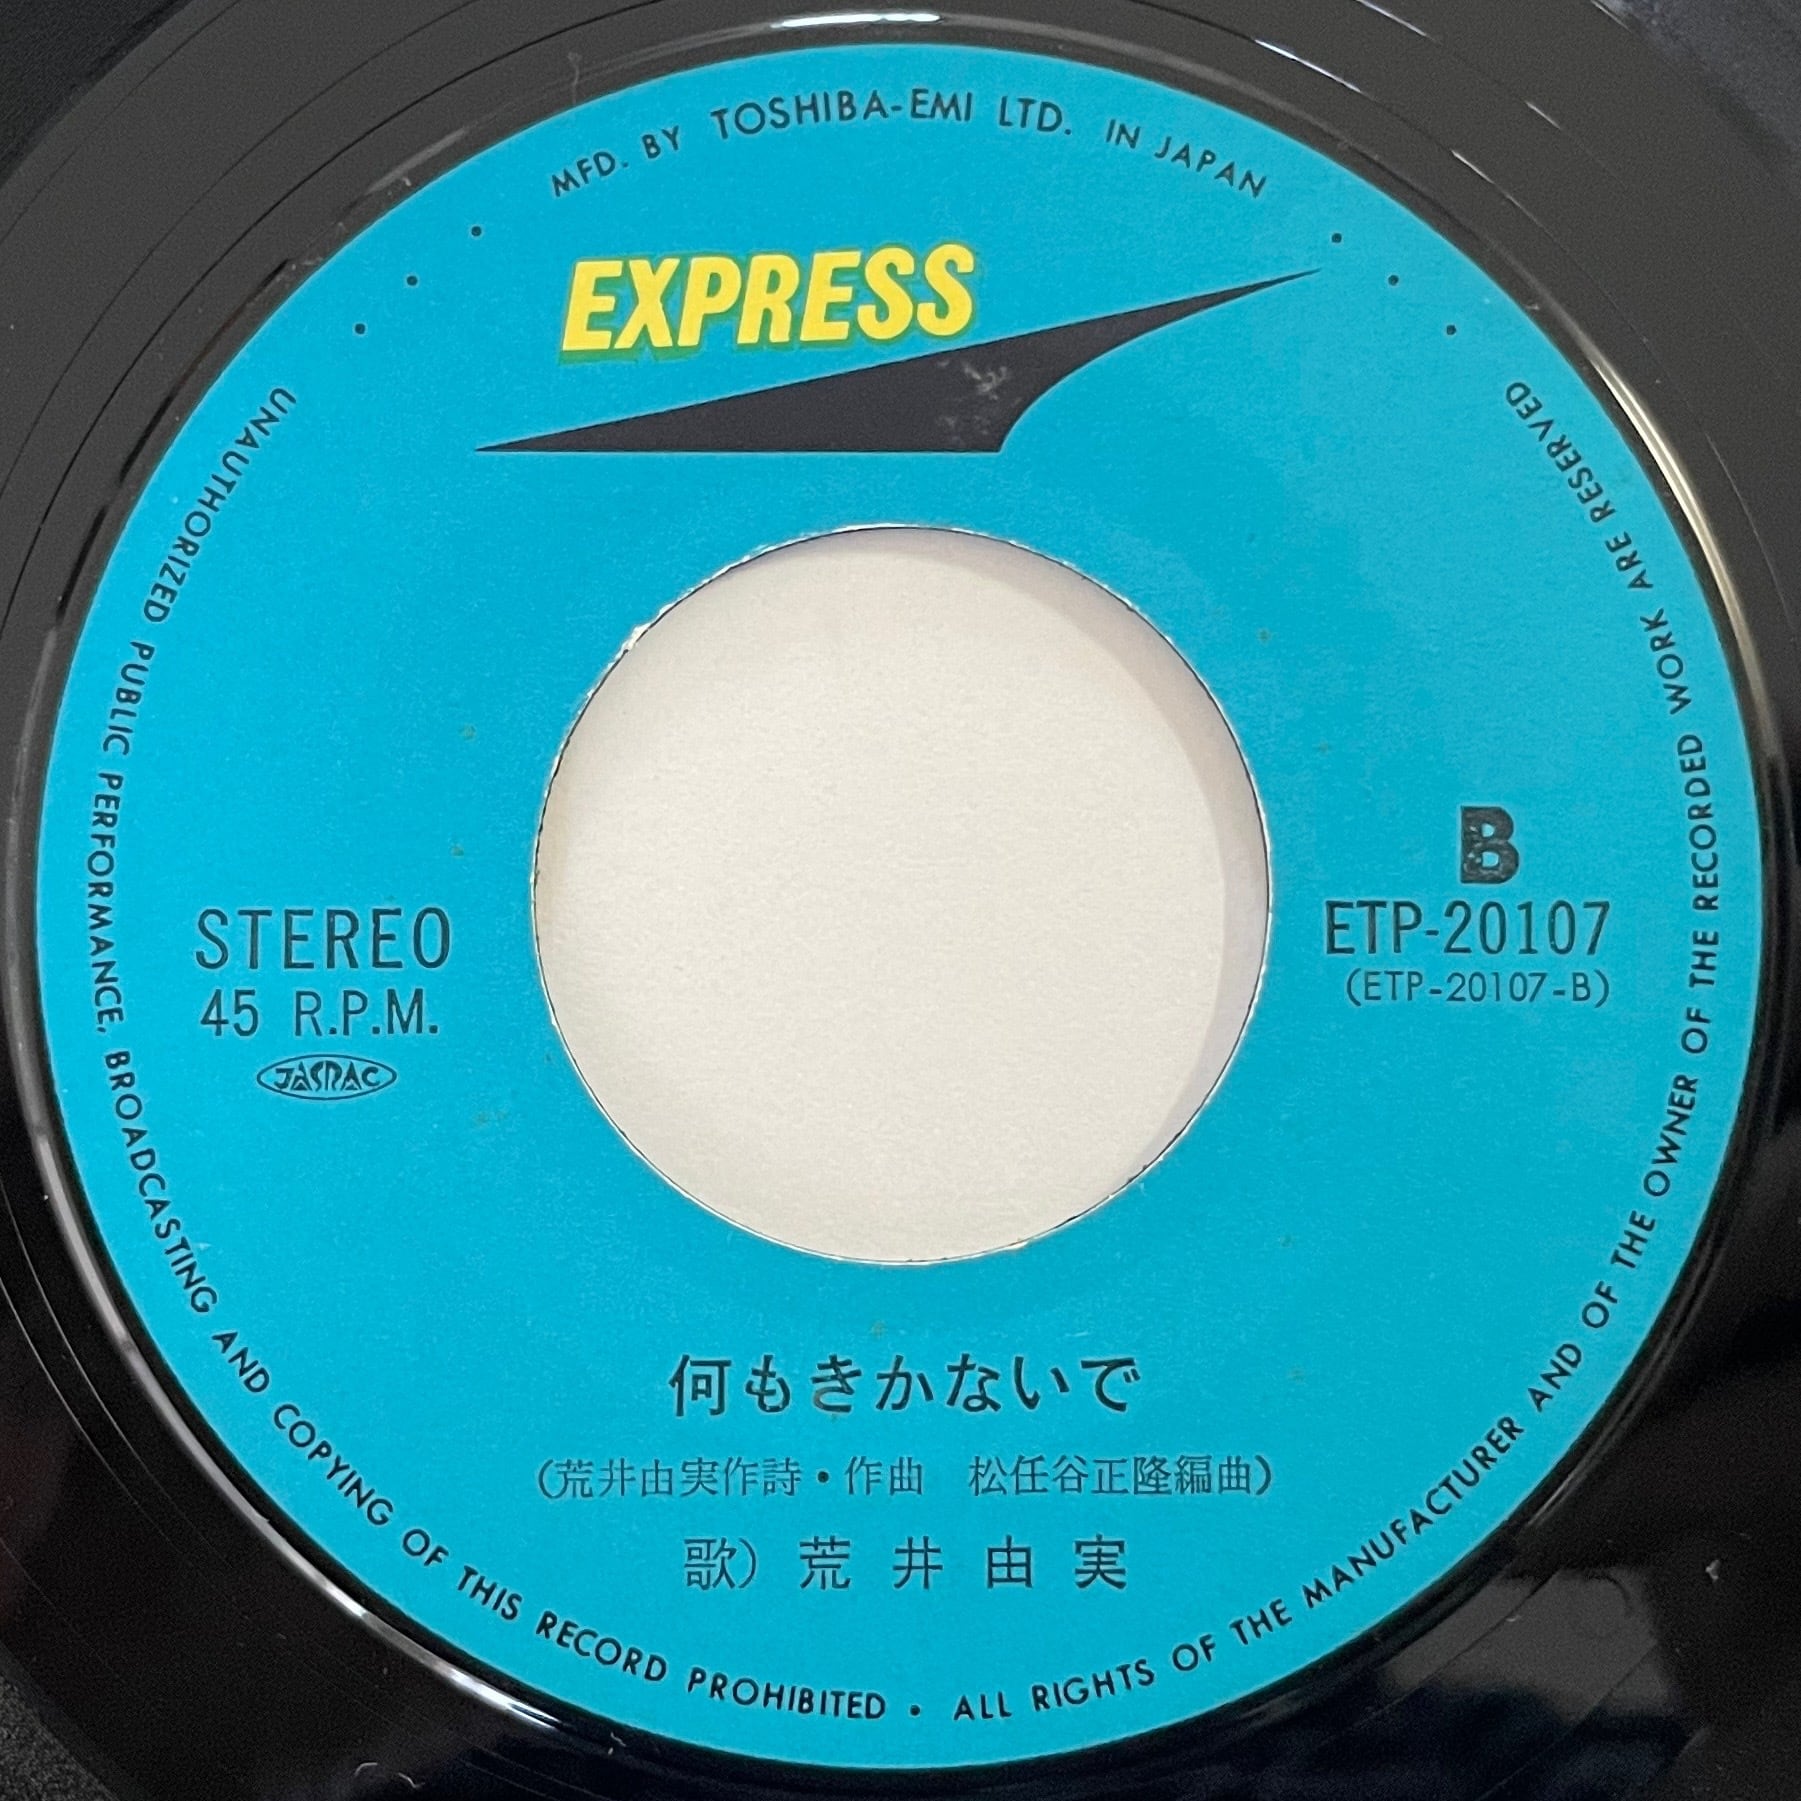 MFD. BY TOSHIBA-EMI LTD. IN JAPAN
EXPRESS
STEREO
45 R.P.M.
JASRAC
B
ETP-20107
(ETP-20107-B)
何もきかないで
(荒井由実作詩・作曲 松任谷正隆編曲)
歌) 荒井由実
UNAUTHORIZED PUBLIC PERFORMANCE, BROADCASTING AND COPYING OF THIS RECORD PROHIBITED • ALL RIGHTS OF THE MANUFACTURER AND OF THE OWNER OF THE RECORDED WORK ARE RESERVED